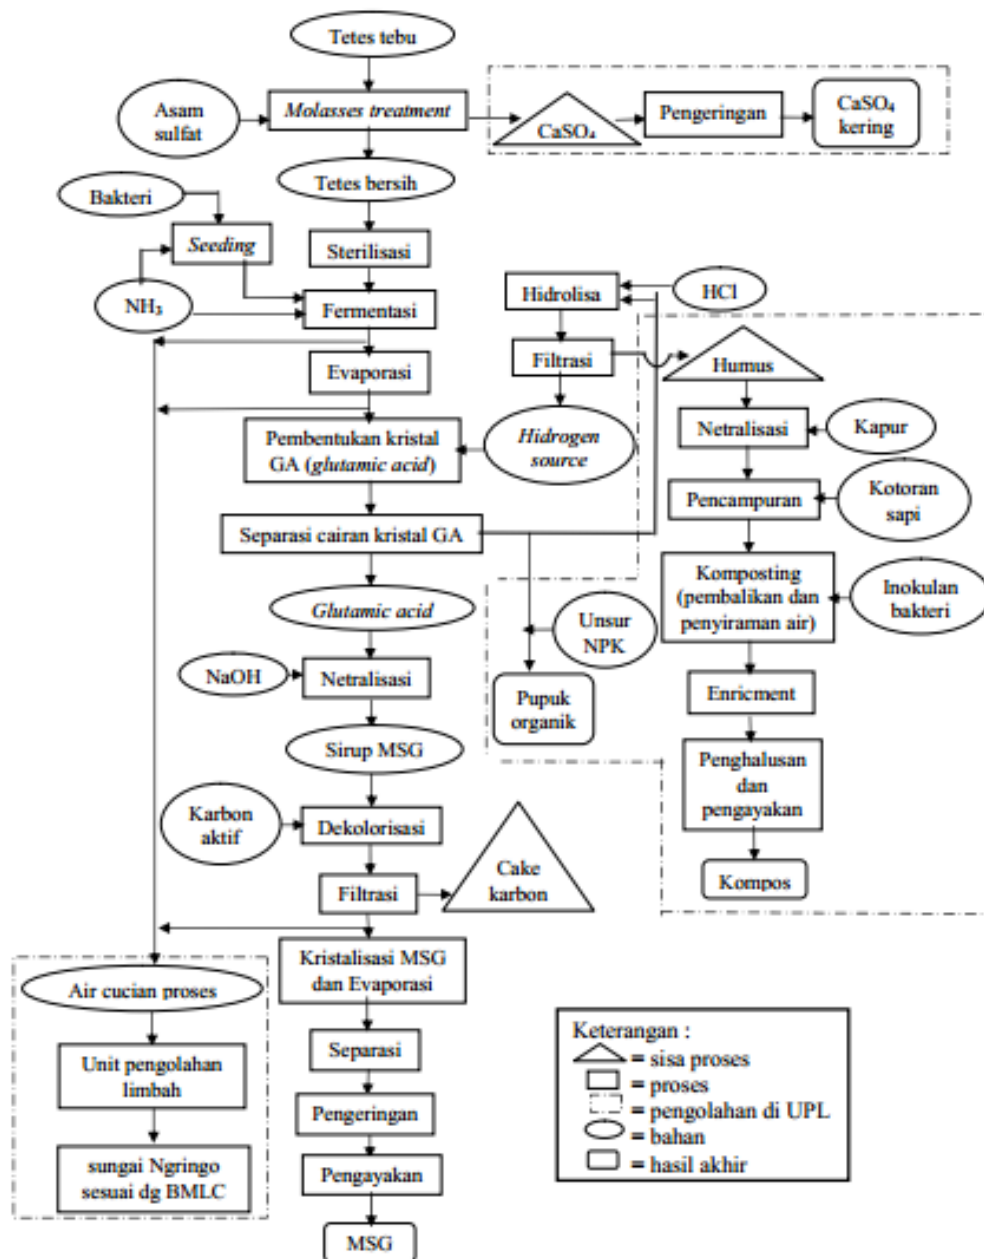 Tetes tebu
Asam
sulfat
Molasses treatment
CaSO₄
Pengeringan
CaSO₄
kering
Tetes bersih
Bakteri
Seeding
Sterilisasi
NH₃
Fermentasi
Hidrolisa
HCl
Filtrasi
Humus
Evaporasi
Pembentukan kristal
GA (glutamic acid)
Hidrogen
source
Netralisasi
Kapur
Pencampuran
Kotoran
sapi
Separasi cairan kristal GA
Komposting
(pembalikan dan
penyiraman air)
Inokulan
bakteri
Glutamic acid
Unsur
NPK
NaOH
Netralisasi
Enricment
Pupuk
organik
Sirup MSG
Penghalusan
dan
pengayakan
Karbon
aktif
Dekolorisasi
Filtrasi
Cake
karbon
Kompos
Kristalisasi MSG
dan Evaporasi
Air cucian proses
Separasi
Unit pengolahan
limbah
Pengeringan
Pengayakan
sungai Ngringo
sesuai dg BMLC
MSG
Keterangan :
= sisa proses
= proses
= pengolahan di UPL
= bahan
= hasil akhir